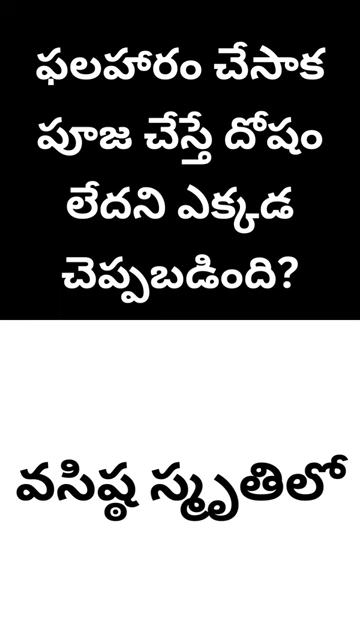 ఫలహారం చేసాక
పూజ చేస్తే దోషం
లేదని ఎక్కడ
చెప్పబడింది?
వసిష్ఠ స్మృతిలో